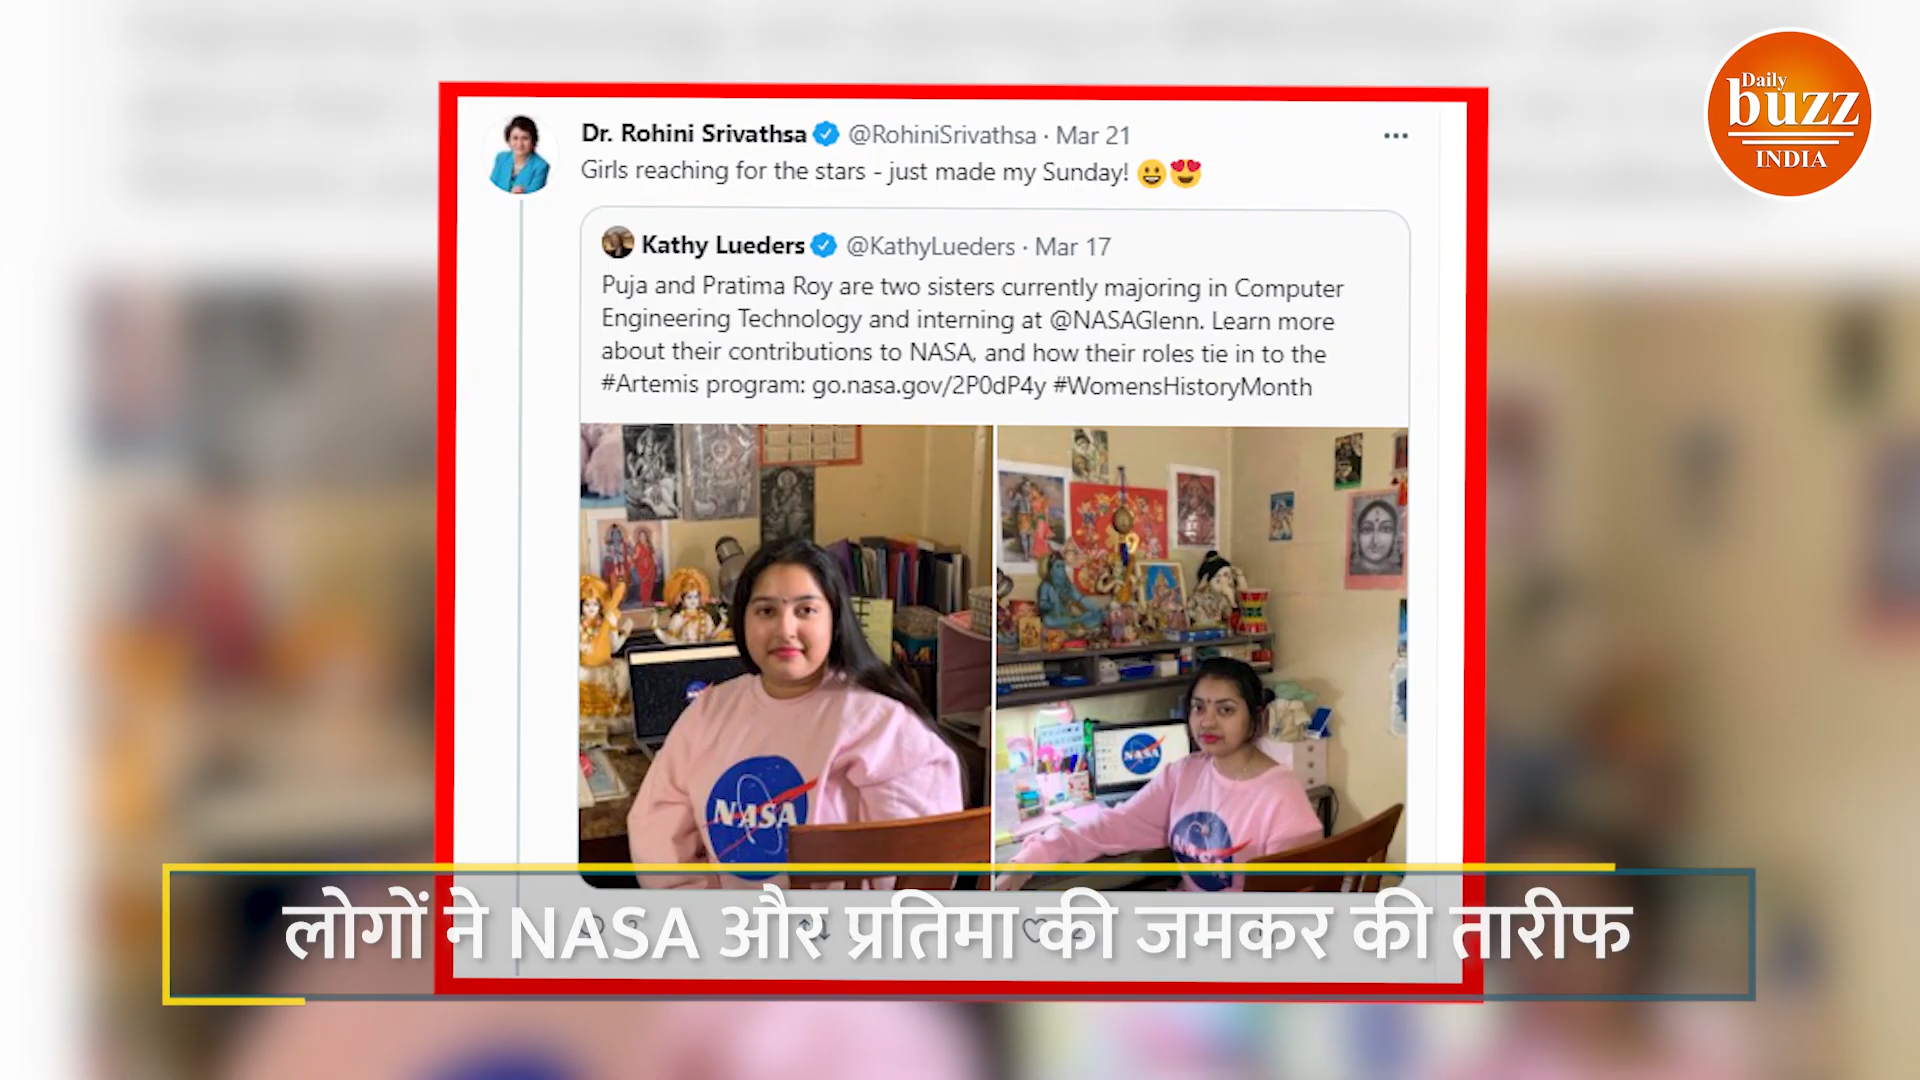 Daily
buzz
INDIA
Dr. Rohini Srivathsa @RohiniSrivathsa · Mar 21
Girls reaching for the stars - just made my Sunday! 😀😍
Kathy Lueders @KathyLueders · Mar 17
Puja and Pratima Roy are two sisters currently majoring in Computer
Engineering Technology and interning at @NASAGlenn. Learn more
about their contributions to NASA, and how their roles tie in to the
#Artemis program: go.nasa.gov/2P0dP4y #WomensHistoryMonth
NASA
NASA
NASA
लोगों ने NASA और प्रतिमा की जमकर की तारीफ